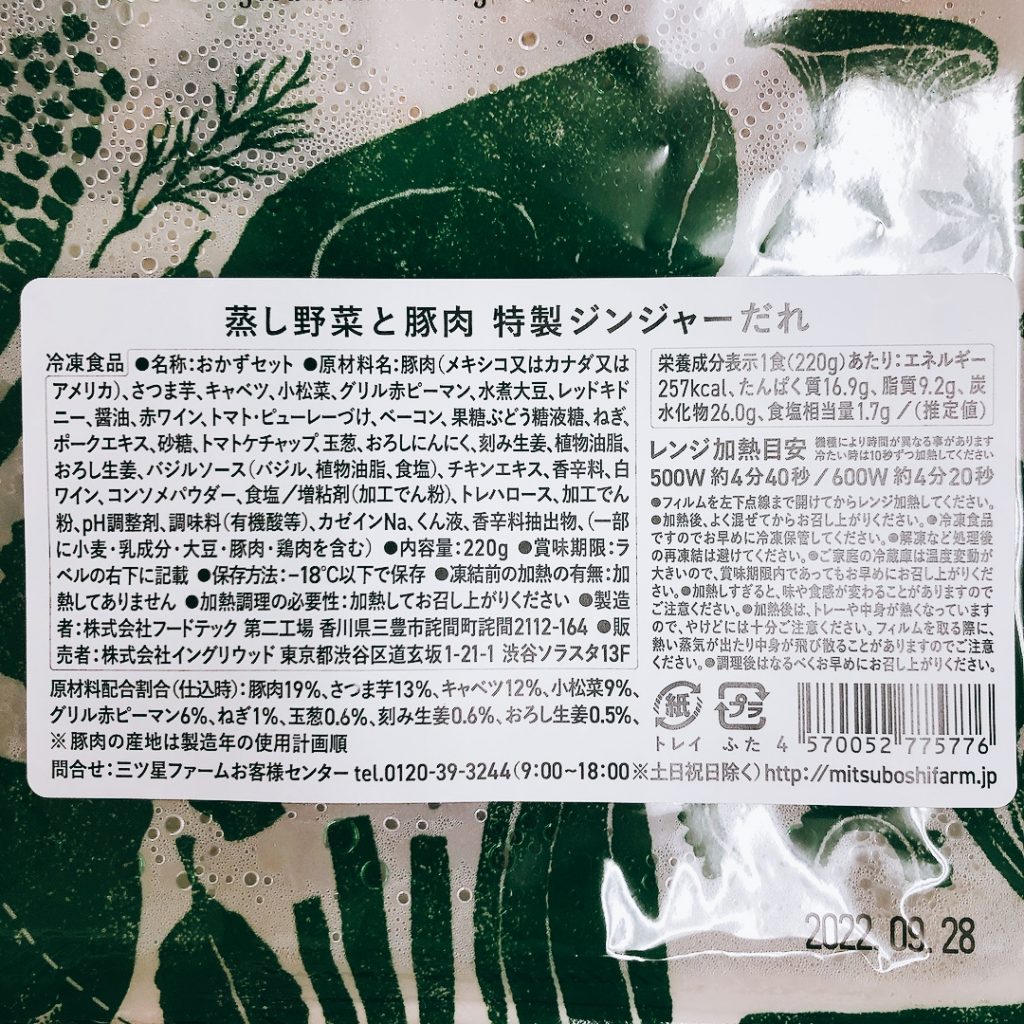 蒸し野菜と豚肉 特製ジンジャーだれ
冷凍食品 ●名称:おかずセット ●原材料名:豚肉(メキシコ又はカナダ又は
アメリカ)、さつま芋、キャベツ、小松菜、グリル赤ピーマン、水煮大豆、レッドキド
ニー、醤油、赤ワイン、トマト・ピューレーづけ、ベーコン、果糖ぶどう糖液糖、ねぎ、
ポークエキス、砂糖、トマトケチャップ、玉葱、おろしにんにく、刻み生姜、植物油脂、
おろし生姜、バジルソース(バジル、植物油脂、食塩)、チキンエキス、香辛料、白
ワイン、コンソメパウダー、食塩/増粘剤(加工でん粉)、トレハロース、加工でん
粉、pH調整剤、調味料(有機酸等)、カゼインNa、くん液、香辛料抽出物、(一部
に小麦・乳成分・大豆・豚肉・鶏肉を含む) ●内容量:220g ●賞味期限:ラ
ベルの右下に記載 ●保存方法:−18℃以下で保存 ●凍結前の加熱の有無:加
熱してありません ●加熱調理の必要性:加熱してお召し上がりください ●製造
者:株式会社フードテック 第二工場 香川県三豊市詫間町詫間2112-164 ●販
売者:株式会社イングリウッド 東京都渋谷区道玄坂1-21-1 渋谷ソラスタ13F
原材料配合割合(仕込時):豚肉19%、さつま芋13%、キャベツ12%、小松菜9%、
グリル赤ピーマン6%、ねぎ1%、玉葱0.6%、刻み生姜0.6%、おろし生姜0.5%、
※豚肉の産地は製造年の使用計画順
栄養成分表示1食(220g)あたり:エネルギー
257kcal、たんぱく質16.9g、脂質9.2g、炭
水化物26.0g、食塩相当量1.7g/(推定値)
レンジ加熱目安 機種により時間が異なる事があります
冷たい時は10秒ずつ加熱してください
500W 約4分40秒/600W 約4分20秒
●フィルムを左下点線まで開けてからレンジ加熱してください。
●加熱後、よく混ぜてからお召し上がりください。●冷凍食品
ですのでお早めに冷凍保管してください。●解凍など処理後
の再凍結は避けてください。●ご家庭の冷蔵庫は温度変動が
大きいので、賞味期限内であってもお早めにお召し上がりくだ
さい。●加熱しすぎると、味や食感が変わることがありますので
ご注意ください。●加熱後は、トレーや中身が熱くなっています
ので、やけどには十分ご注意ください。フィルムを取る際に、
熱い蒸気が出たり中身が飛び散ることがあります。ご注意
ください。●調理後はなるべくお早めにお召し上がりください。
紙 プラ
トレイ ふた 4 570052 775776
問合せ:三ツ星ファームお客様センター tel.0120-39-3244(9:00~18:00※土日祝日除く)http://mitsuboshifarm.jp
2022.09.28